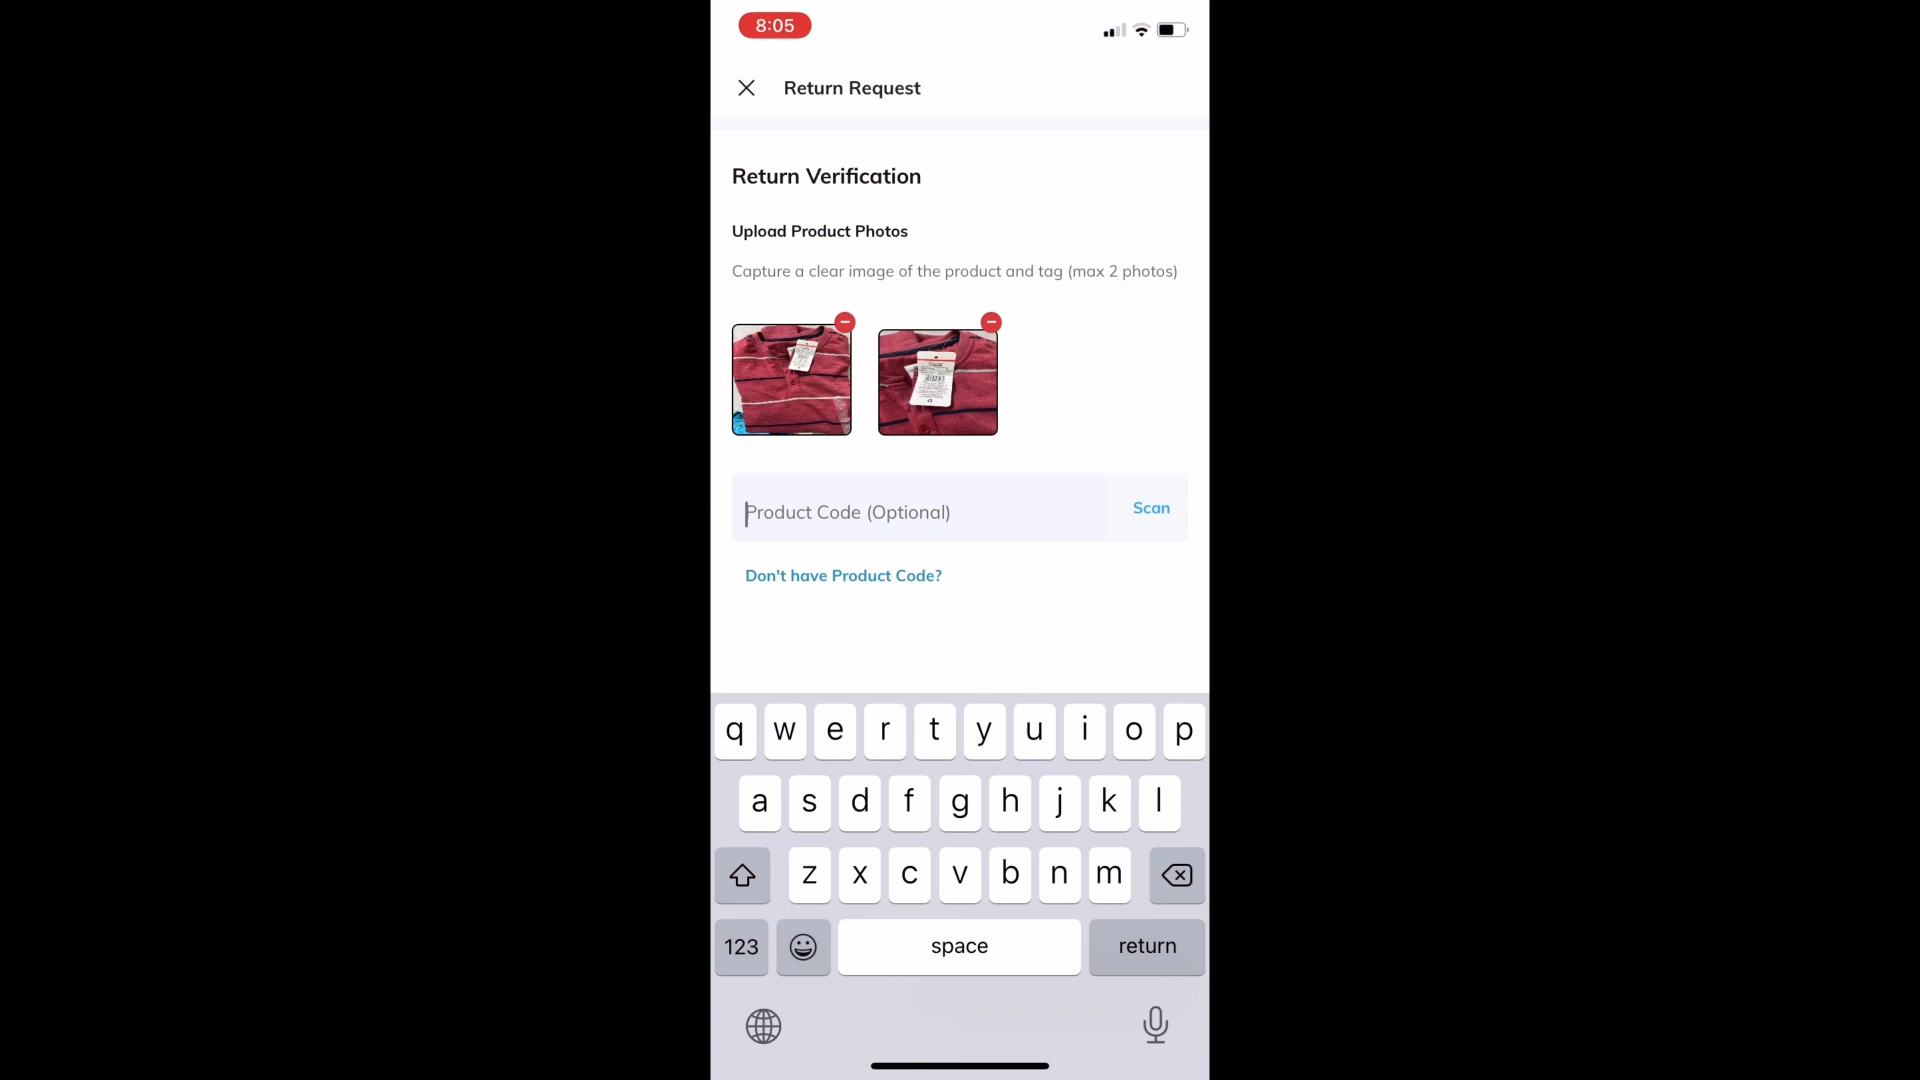 8:05
Return Request
Return Verification
Upload Product Photos
Capture a clear image of the product and tag (max 2 photos)
Product Code (Optional)
Scan
Don't have Product Code?
q w e r t y u i o p
a s d f g h j k l
z x c v b n m
123 space return